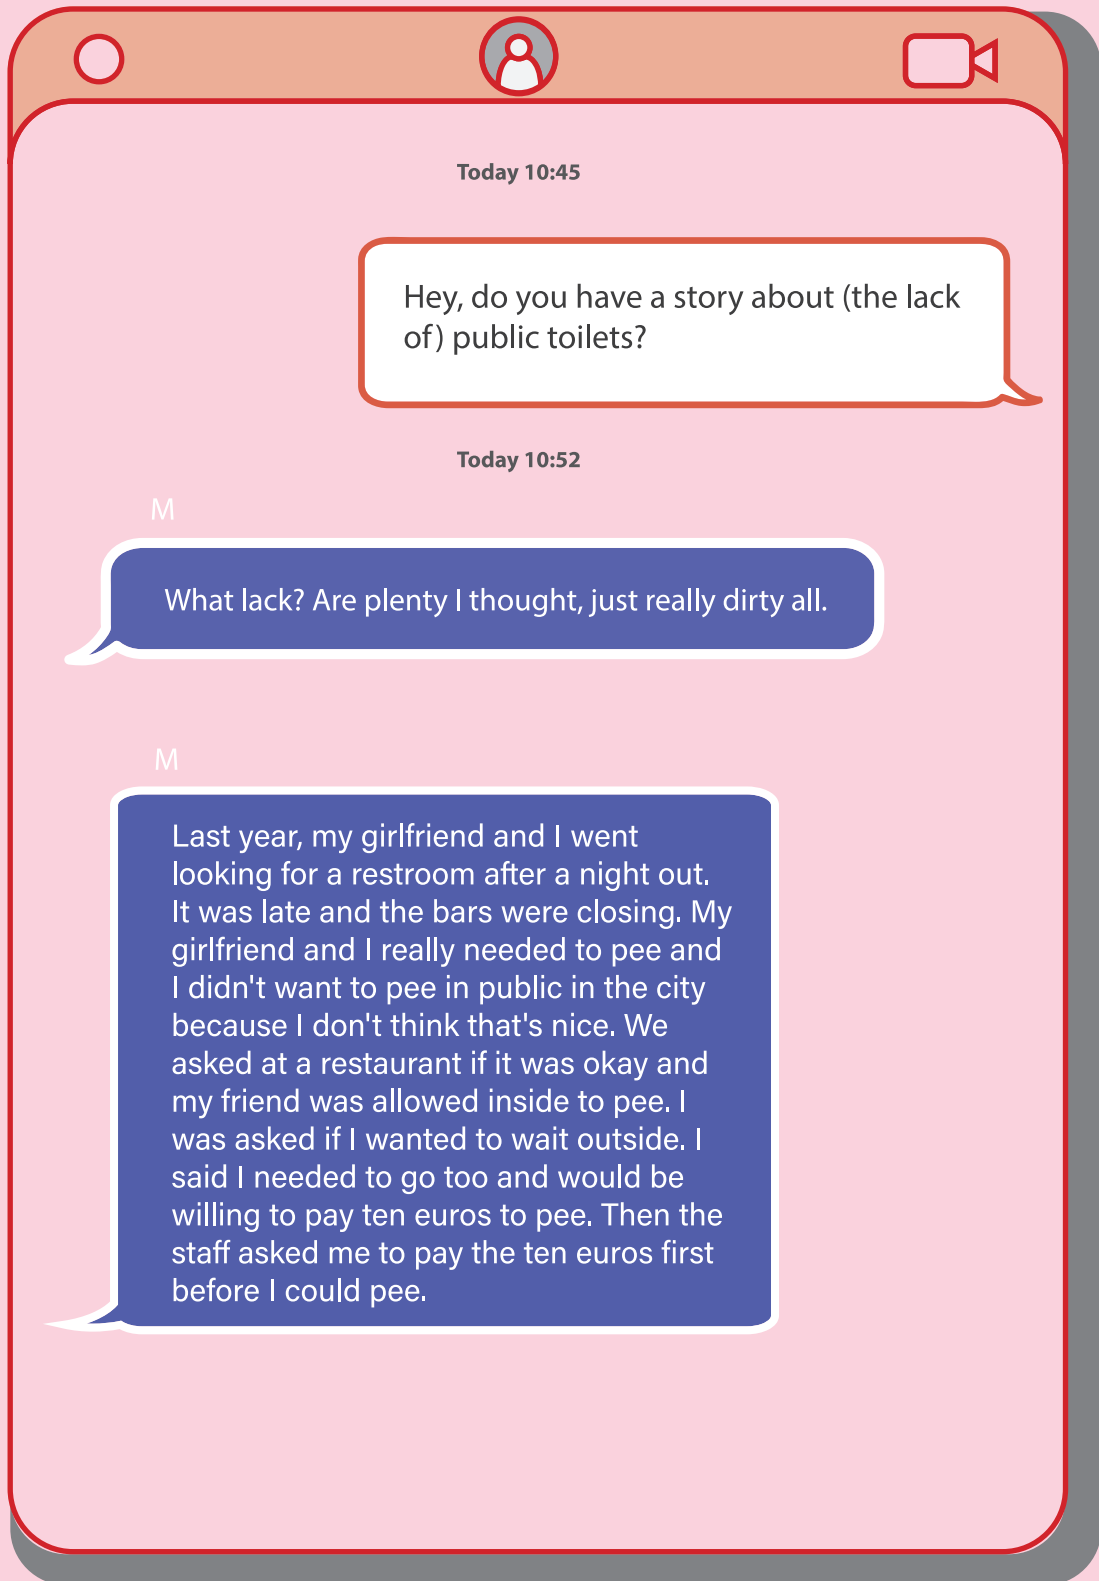 Today 10:45
Hey, do you have a story about (the lack
of) public toilets?
Today 10:52
M
What lack? Are plenty I thought, just really dirty all.
M
Last year, my girlfriend and I went
looking for a restroom after a night out.
It was late and the bars were closing. My
girlfriend and I really needed to pee and
I didn't want to pee in public in the city
because I don't think that's nice. We
asked at a restaurant if it was okay and
my friend was allowed inside to pee. I
was asked if I wanted to wait outside. I
said I needed to go too and would be
willing to pay ten euros to pee. Then the
staff asked me to pay the ten euros first
before I could pee.